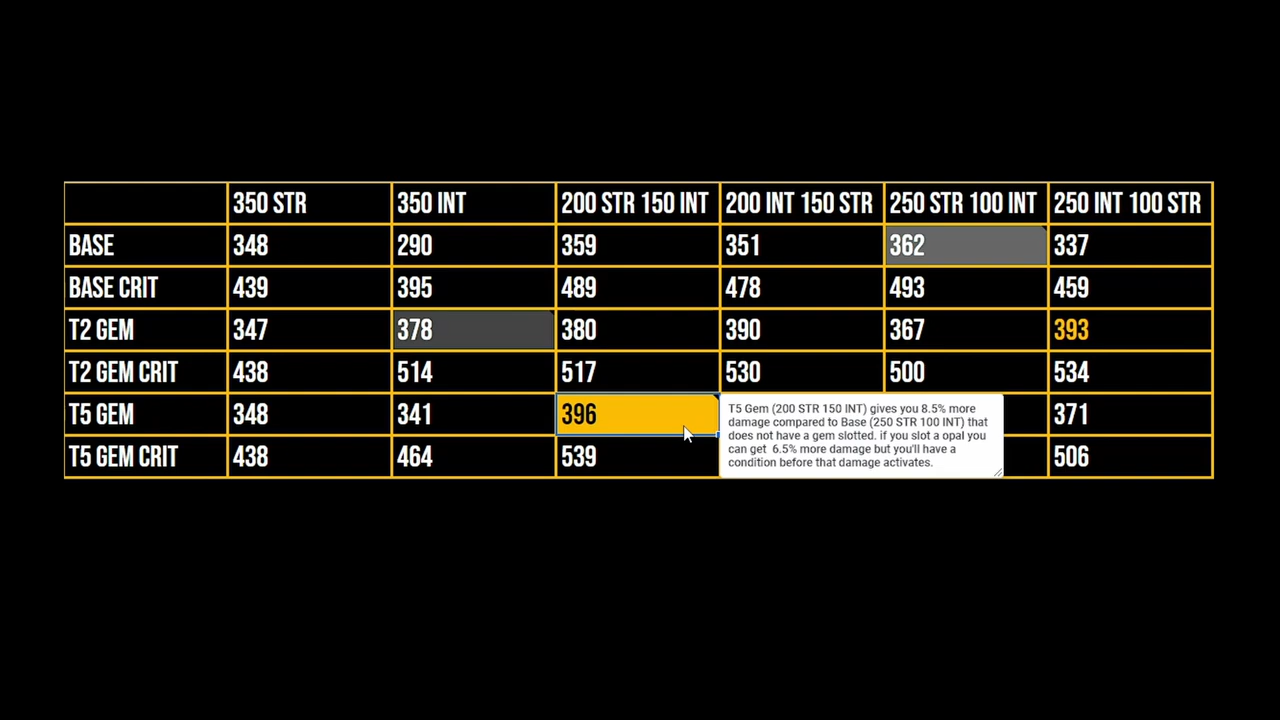 350 STR 350 INT 200 STR 150 INT 200 INT 150 STR 250 STR 100 INT 250 INT 100 STR
BASE 348 290 359 351 362 337
BASE CRIT 439 395 489 478 493 459
T2 GEM 347 378 380 390 367 393
T2 GEM CRIT 438 514 517 530 500 534
T5 GEM 348 341 396 371
T5 GEM CRIT 438 464 539 506
T5 Gem (200 STR 150 INT) gives you 8.5% more
damage compared to Base (250 STR 100 INT) that
does not have a gem slotted. if you slot a opal you
can get 6.5% more damage but you'll have a
condition before that damage activates.